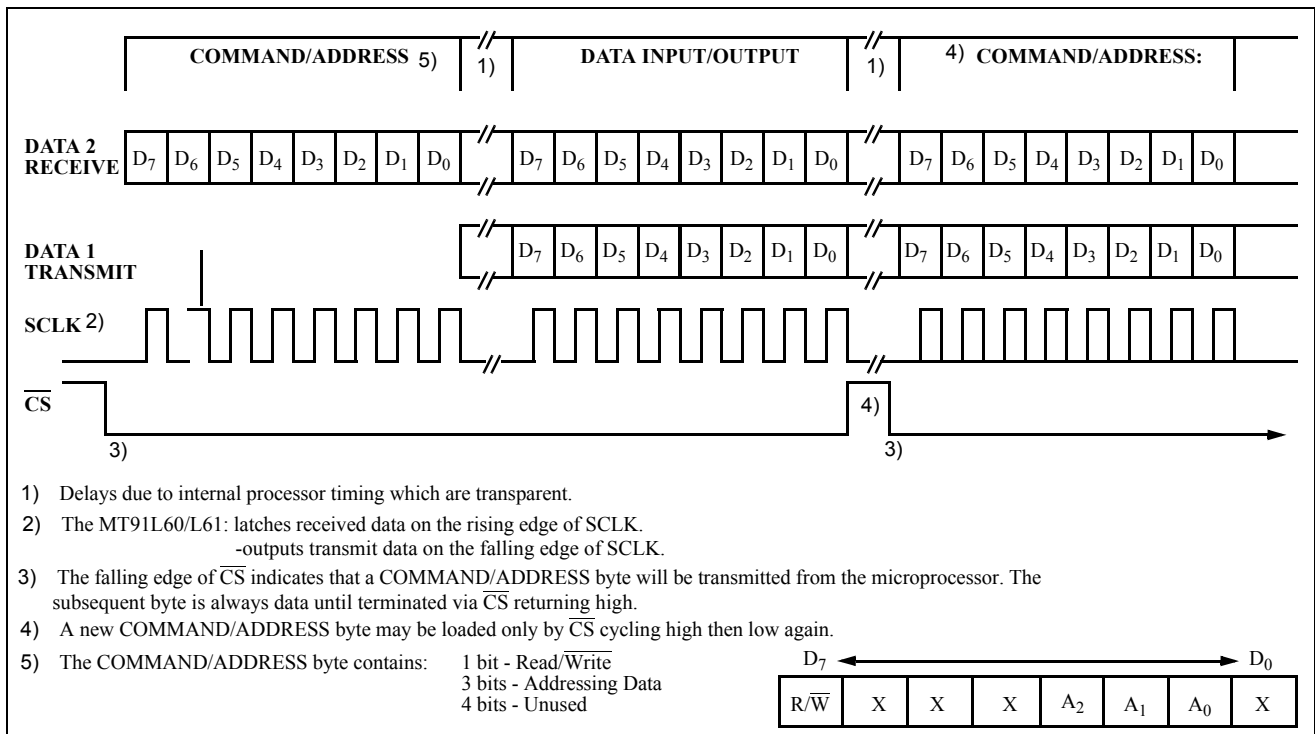 COMMAND/ADDRESS 5) 1) DATA INPUT/OUTPUT 1) 4) COMMAND/ADDRESS:
DATA 2
RECEIVE
D7 D6 D5 D4 D3 D2 D1 D0 D7 D6 D5 D4 D3 D2 D1 D0 D7 D6 D5 D4 D3 D2 D1 D0
DATA 1
TRANSMIT
D7 D6 D5 D4 D3 D2 D1 D0 D7 D6 D5 D4 D3 D2 D1 D0
SCLK 2)
CS 4)
3) 3)
1) Delays due to internal processor timing which are transparent.
2) The MT91L60/L61: latches received data on the rising edge of SCLK.
-outputs transmit data on the falling edge of SCLK.
3) The falling edge of CS indicates that a COMMAND/ADDRESS byte will be transmitted from the microprocessor. The
subsequent byte is always data until terminated via CS returning high.
4) A new COMMAND/ADDRESS byte may be loaded only by CS cycling high then low again.
5) The COMMAND/ADDRESS byte contains: 1 bit - Read/Write
3 bits - Addressing Data
4 bits - Unused
D7 D0
R/W X X X A2 A1 A0 X